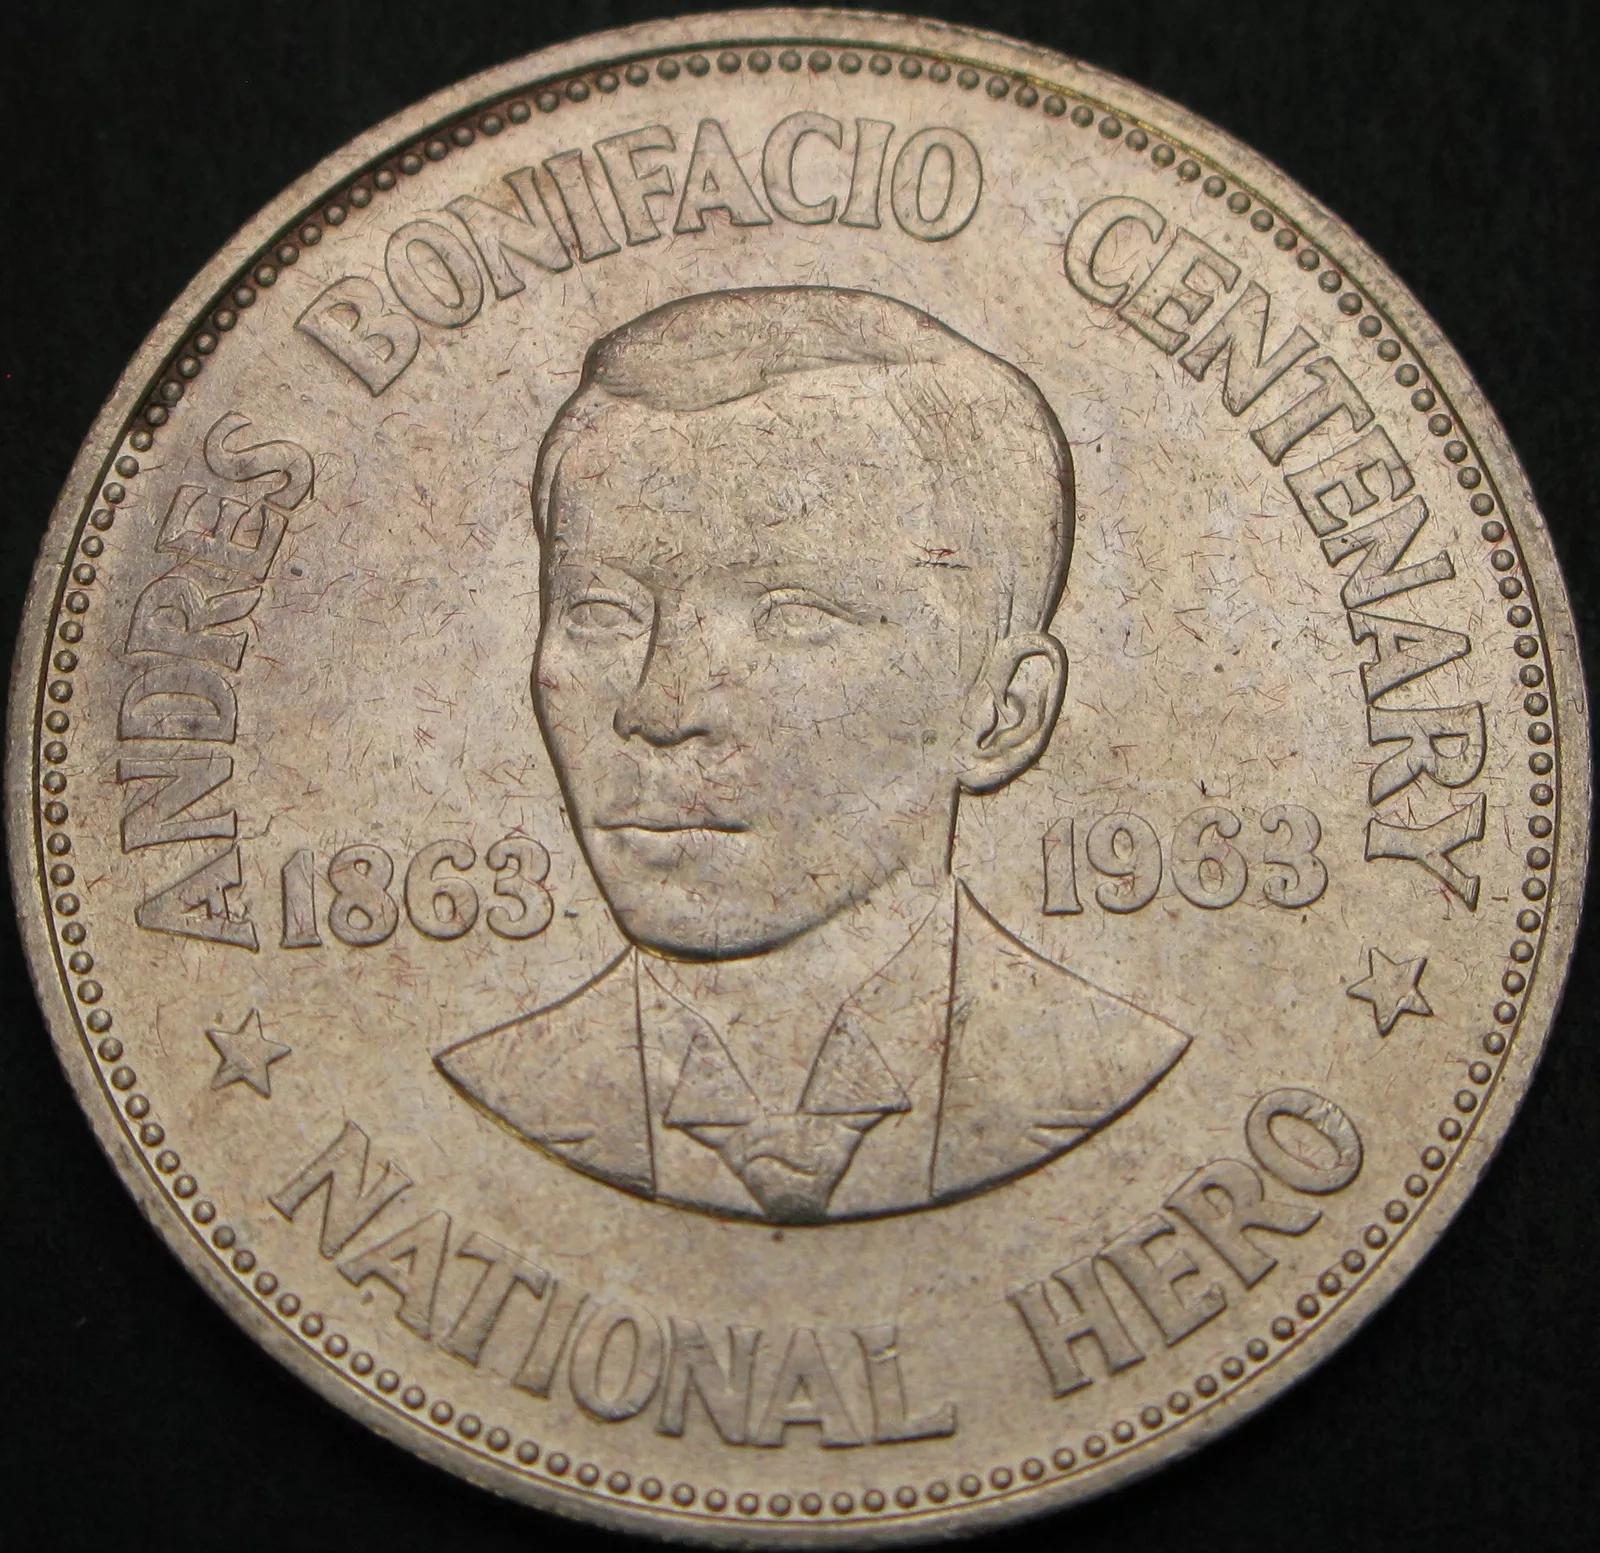 ANDRES BONIFACIO CENTENARY
1863 1963
NATIONAL HERO